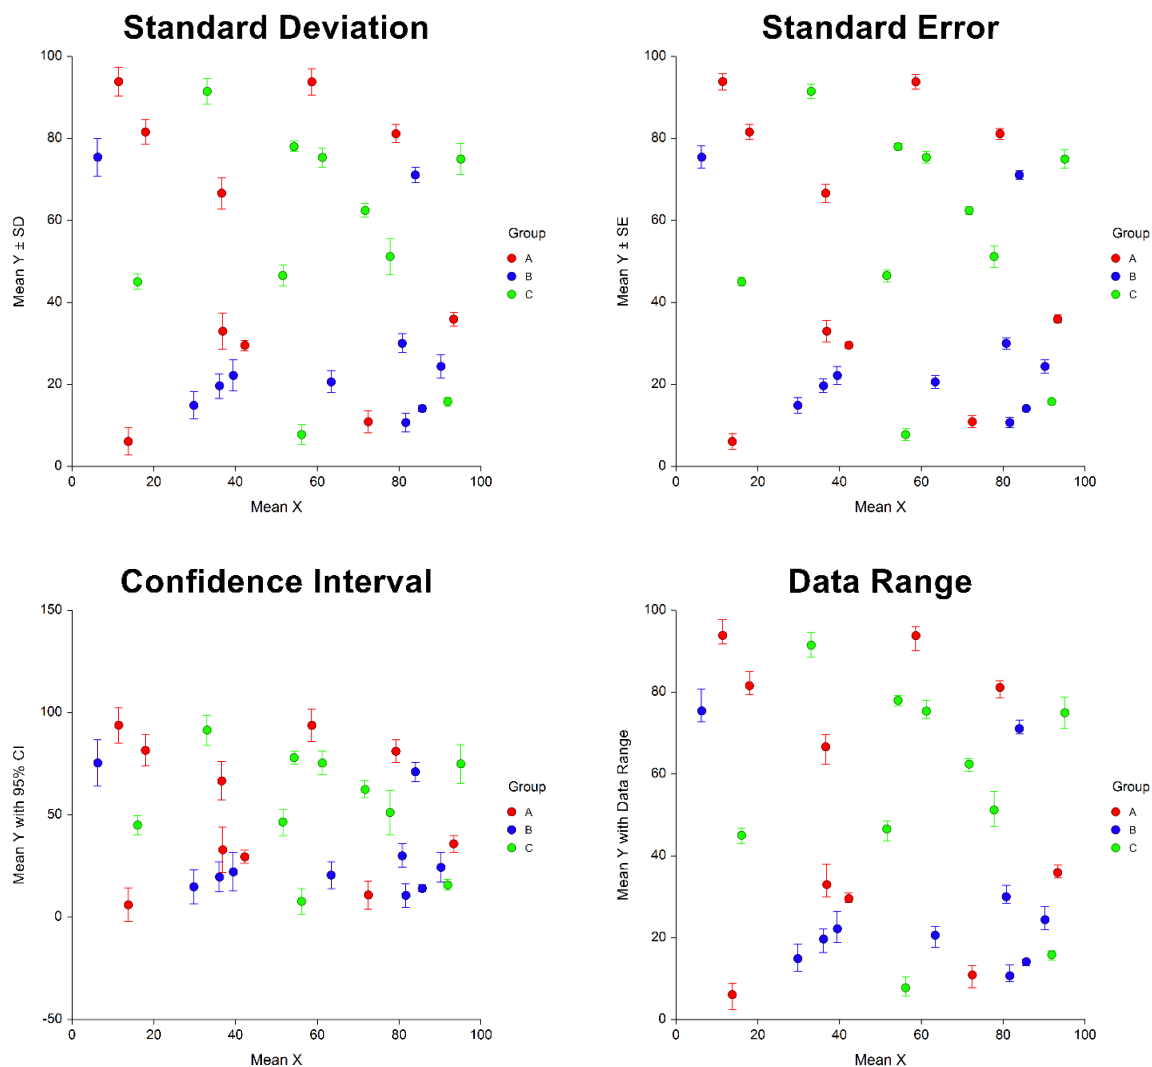 Standard Deviation
100
80
60
40
20
0
0 20 40 60 80 100
Mean Y ± SD
Mean X
Group
A
B
C
Standard Error
100
80
60
40
20
0
0 20 40 60 80 100
Mean Y ± SE
Mean X
Group
A
B
C
Confidence Interval
150
100
50
0
-50
0 20 40 60 80 100
Mean Y with 95% CI
Mean X
Group
A
B
C
Data Range
100
80
60
40
20
0
0 20 40 60 80 100
Mean Y with Data Range
Mean X
Group
A
B
C